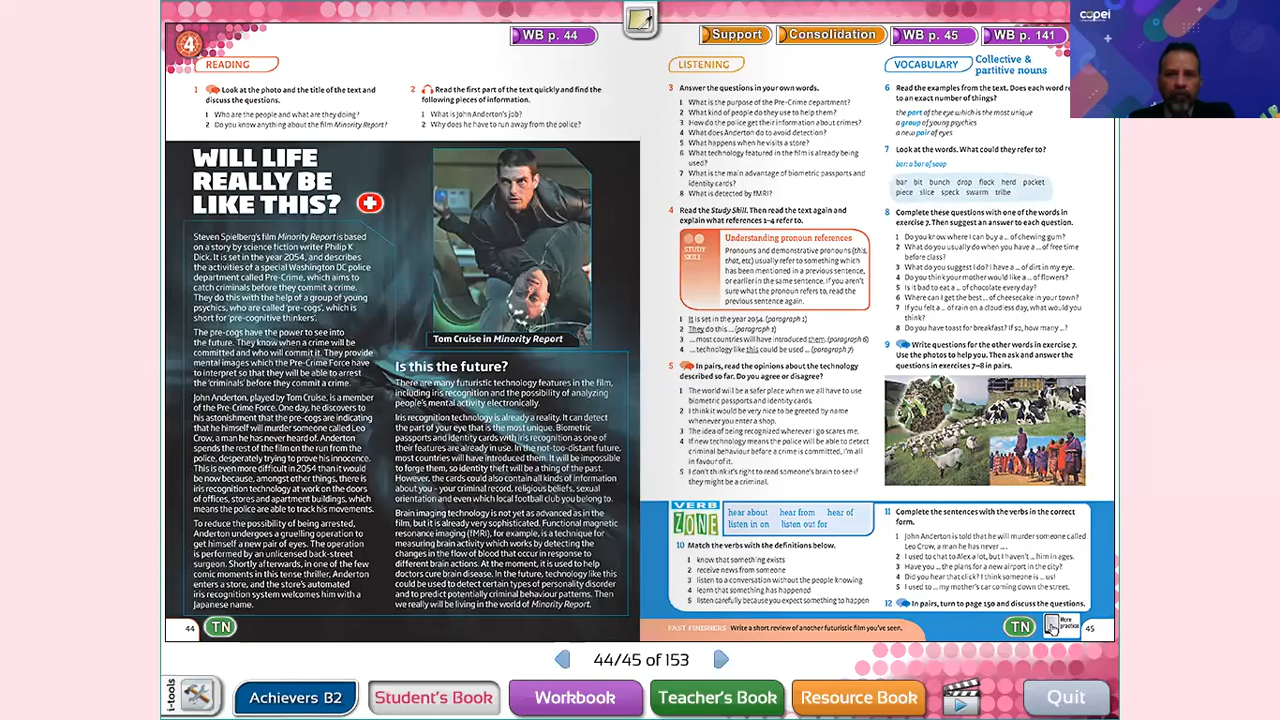 4
WB p. 44
Support
Consolidation
WB p. 45
WB p. 141
copei
READING
1 Look at the photo and the title of the text and
discuss the questions.
1 Who are the people and what are they doing?
2 Do you know anything about the film Minority Report?
2 Read the first part of the text quickly and find the
following pieces of information.
1 What is John Anderton's job?
2 Why does he have to run away from the police?
WILL LIFE
REALLY BE
LIKE THIS?
Steven Spielberg's film Minority Report is based
on a story by science fiction writer Philip K
Dick. It is set in the year 2054, and describes
the activities of a special Washington DC police
department called Pre-Crime, which aims to
catch criminals before they commit a crime.
They do this with the help of a group of young
psychics, who are called 'pre-cogs', which is
short for 'pre-cognitive thinkers'.
The pre-cogs have the power to see into
the future. They know when a crime will be
committed and who will commit it. They provide
mental images which the Pre-Crime Force have
to interpret so that they will be able to arrest
the 'criminals' before they commit a crime.
John Anderton, played by Tom Cruise, is a member
of the Pre-Crime Force. One day, he discovers to
his astonishment that the pre-cogs are indicating
that he himself will murder someone called Leo
Crow, a man he has never heard of. Anderton
spends the rest of the film on the run from the
police, desperately trying to prove his innocence.
This is even more difficult in 2054 than it would
be now because, amongst other things, there is
iris recognition technology at work on the doors
of offices, stores and apartment buildings, which
means the police are able to track his movements.
To reduce the possibility of being arrested,
Anderton undergoes a gruelling operation to
get himself a new pair of eyes. The operation
is performed by an unlicensed back-street
surgeon. Shortly afterwards, in one of the few
comic moments in this tense thriller, Anderton
enters a store, and the store's automated
iris recognition system welcomes him with a
Japanese name.
Tom Cruise in Minority Report
Is this the future?
There are many futuristic technology features in the film,
including iris recognition and the possibility of analyzing
people's mental activity electronically.
Iris recognition technology is already a reality. It can detect
the part of your eye that is the most unique. Biometric
passports and identity cards with iris recognition as one of
their features are already in use. In the not-too-distant future,
most countries will have introduced them. It will be impossible
to forge them, so identity theft will be a thing of the past.
However, the cards could also contain all kinds of information
about you – your criminal record, religious beliefs, sexual
orientation and even which local football club you belong to.
Brain imaging technology is not yet as advanced as in the
film, but it is already very sophisticated. Functional magnetic
resonance imaging (fMRI), for example, is a technique for
measuring brain activity which works by detecting the
changes in the flow of blood that occur in response to
different brain actions. At the moment, it is used to help
doctors cure brain disease. In the future, technology like this
could be used to detect certain types of personality disorder
and to predict potential criminal behaviour patterns. Then
we really will be living in the world of Minority Report.
44 TN
LISTENING
3 Answer the questions in your own words.
1 What is the purpose of the Pre-Crime department?
2 What kind of people do they use to help them?
3 How do the police get their information about crimes?
4 What does Anderton do to avoid detection?
5 What happens when he visits a store?
6 What technology featured in the film is already being
used?
7 What is the main advantage of biometric passports and
identity cards?
8 What is detected by fMRI?
4 Read the Study Skill. Then read the text again and
explain what references 1–4 refer to.
STUDY
SKILL
Understanding pronoun references
Pronouns and demonstrative pronouns (this,
that, etc) usually refer to something which
has been mentioned in a previous sentence,
or earlier in the same sentence. If you aren't
sure what the pronoun refers to, read the
previous sentence again.
1 It is set in the year 2054. (paragraph 1)
2 They do this ... (paragraph 1)
3 ... most countries will have introduced them. (paragraph 6)
4 ... technology like this could be used ... (paragraph 7)
5 In pairs, read the opinions about the technology
described so far. Do you agree or disagree?
1 The world will be a safer place when we all have to use
biometric passports and identity cards.
2 I think it would be very nice to be greeted by name
whenever you enter a shop.
3 The idea of being recognized wherever I go scares me.
4 If new technology means the police will be able to detect
criminal behaviour before a crime is committed, I'm all
in favour of it.
5 I don't think it's right to read someone's brain to see if
they might be a criminal.
VOCABULARY Collective &
partitive nouns
6 Read the examples from the text. Does each word
to an exact number of things?
the part of the eye which is the most unique
a group of young psychics
a new pair of eyes
7 Look at the words. What could they refer to?
bar: a bar of soap
bar bit bunch drop flock herd packet
piece slice speck swarm tribe
8 Complete these questions with one of the words in
exercise 7. Then suggest an answer to each question.
1 Do you know where I can buy a ... of chewing gum?
2 What do you usually do when you have a ... of free time
before class?
3 What do you suggest I do? I have a ... of dirt in my eye.
4 Do you think your mother would like a ... of flowers?
5 Is it bad to eat a ... of chocolate every day?
6 Where can I get the best ... of cheesecake in your town?
7 If you felt a ... of rain on a cloudless day, what would you
think?
8 Do you have toast for breakfast? If so, how many ...?
9 Write questions for the other words in exercise 7.
Use the photos to help you. Then ask and answer the
questions in exercises 7–8 in pairs.
VERB
ZONE
hear about hear from hear of
listen in on listen out for
10 Match the verbs with the definitions below.
1 know that something exists
2 receive news from someone
3 listen to a conversation without the people knowing
4 learn that something has happened
5 listen carefully because you expect something to happen
11 Complete the sentences with the verbs in the correct
form.
1 John Anderton is told that he will murder someone called
Leo Crow, a man he has never ....
2 I used to chat to Alex a lot, but I haven't ... him in ages.
3 Have you ... the plans for a new airport in the city?
4 Did you hear that click? I think someone is ... us!
5 I used to ... my mother's car coming down the street.
12 In pairs, turn to page 150 and discuss the questions.
FAST FINISHERS Write a short review of another futuristic film you've seen.
TN
More
practice
45
44/45 of 153
i-tools
Achievers B2
Student's Book
Workbook
Teacher's Book
Resource Book
Quit